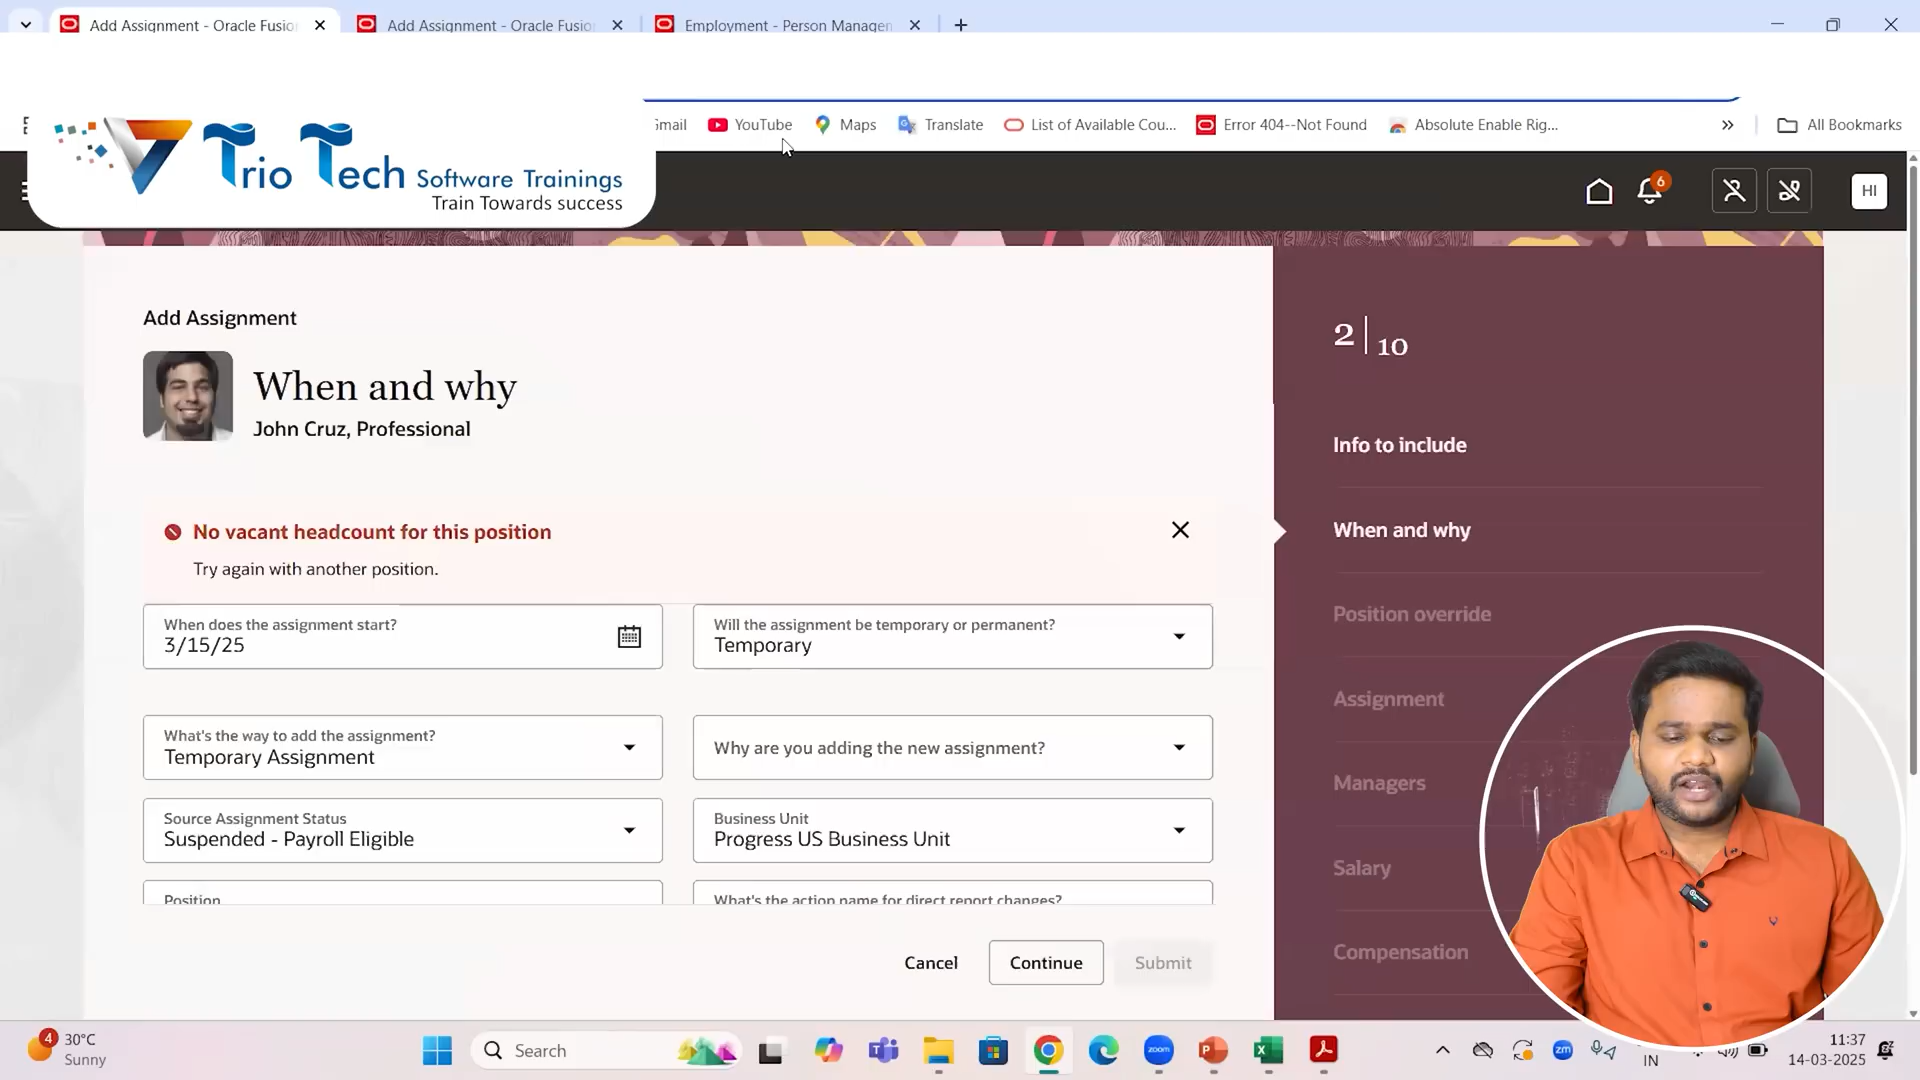 Add Assignment - Oracle Fusio
Add Assignment - Oracle Fusio
Employment - Person Managem
Gmail
YouTube
Maps
Translate
List of Available Cou...
Error 404--Not Found
Absolute Enable Rig...
All Bookmarks
Trio Tech Software Trainings
Train Towards success
6
HI
Add Assignment
When and why
John Cruz, Professional
No vacant headcount for this position
Try again with another position.
When does the assignment start?
3/15/25
Will the assignment be temporary or permanent?
Temporary
What's the way to add the assignment?
Temporary Assignment
Why are you adding the new assignment?
Source Assignment Status
Suspended - Payroll Eligible
Business Unit
Progress US Business Unit
Position
What's the action name for direct report changes?
Cancel
Continue
Submit
2 | 10
Info to include
When and why
Position override
Assignment
Managers
Salary
Compensation
4
30°C
Sunny
Search
zoom
zm
IN
11:37
14-03-2025